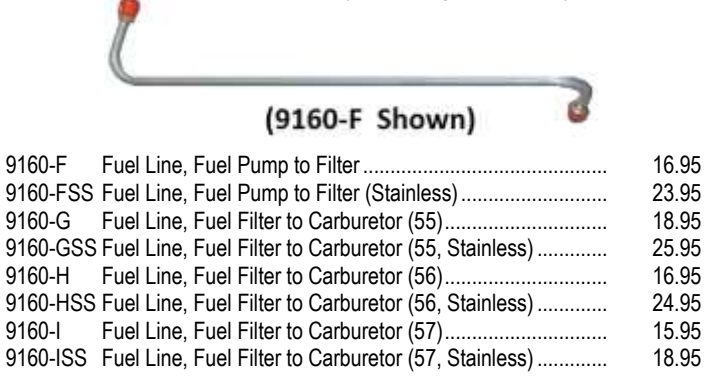 (9160-F Shown)
9160-F Fuel Line, Fuel Pump to Filter............................................. 16.95
9160-FSS Fuel Line, Fuel Pump to Filter (Stainless)........................... 23.95
9160-G Fuel Line, Fuel Filter to Carburetor (55).............................. 18.95
9160-GSS Fuel Line, Fuel Filter to Carburetor (55, Stainless)............. 25.95
9160-H Fuel Line, Fuel Filter to Carburetor (56).............................. 16.95
9160-HSS Fuel Line, Fuel Filter to Carburetor (56, Stainless)............. 24.95
9160-I Fuel Line, Fuel Filter to Carburetor (57).............................. 15.95
9160-ISS Fuel Line, Fuel Filter to Carburetor (57, Stainless)............. 18.95